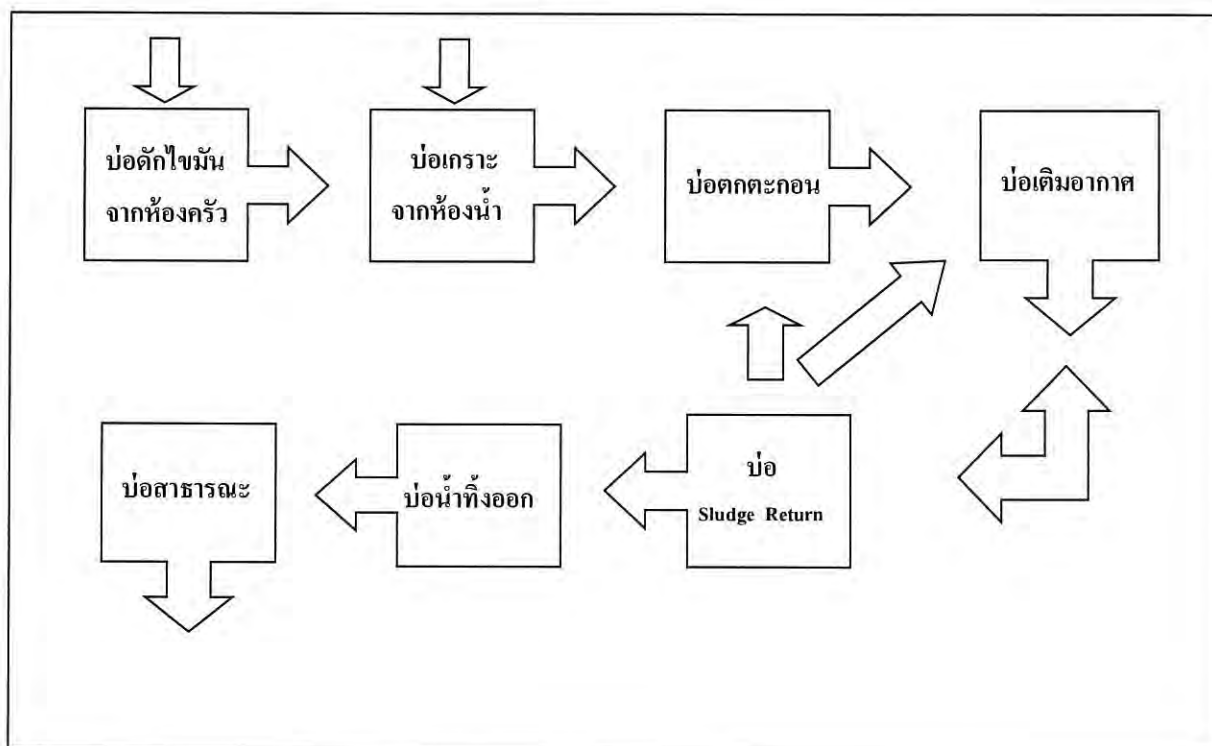 บ่อดักไขมัน
จากห้องครัว
บ่อเกราะ
จากห้องน้ำ
บ่อตกตะกอน
บ่อเติมอากาศ
บ่อสาธารณะ
บ่อน้ำทิ้งออก
บ่อ
Sludge Return